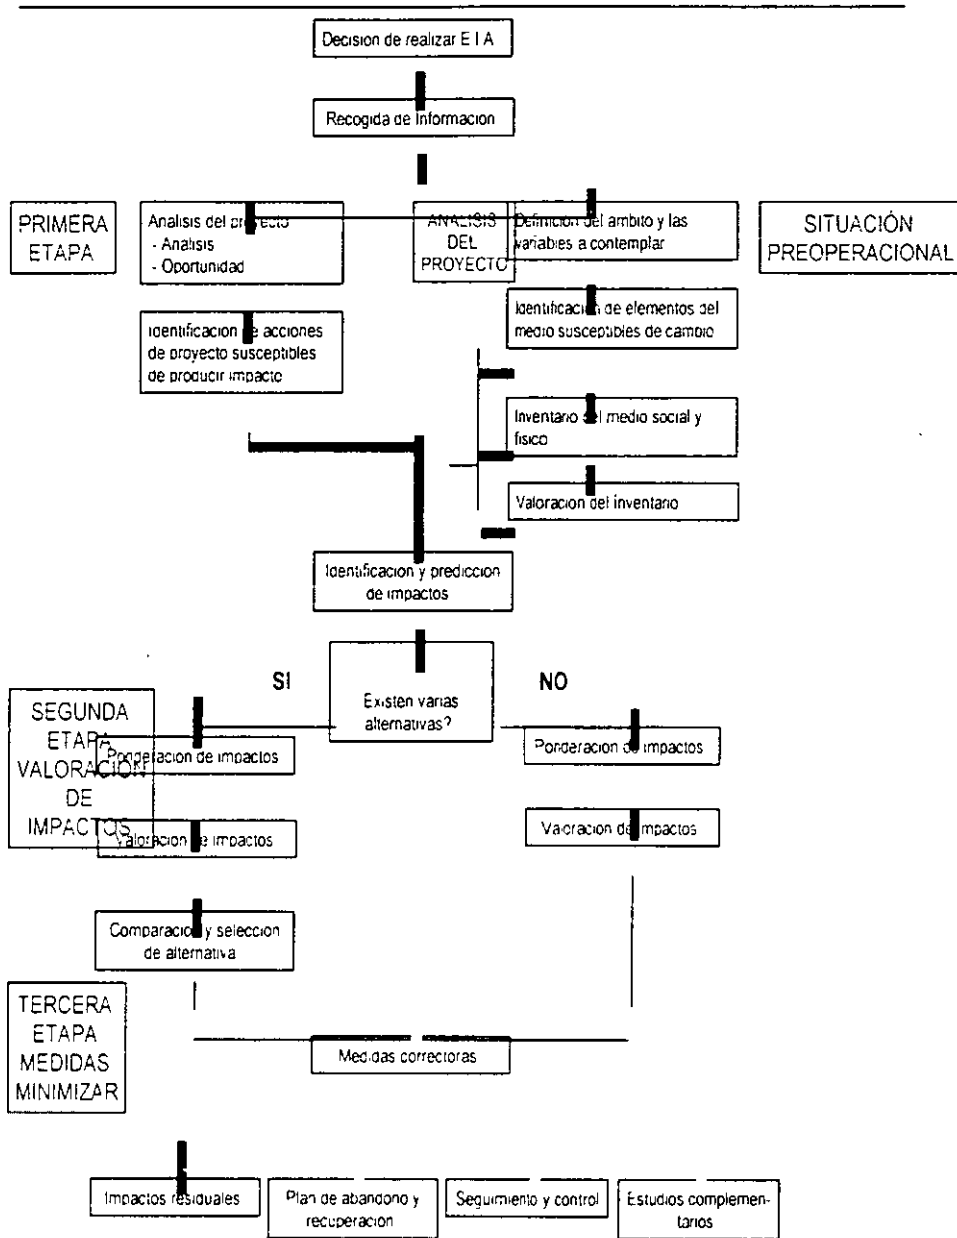 Decision de realizar E I A
Recogida de Informacion
PRIMERA
ETAPA
Analisis del proyecto
- Analisis
- Oportunidad
ANALISIS
DEL
PROYECTO
Definicion del ambito y las
variables a contemplar
SITUACIÓN
PREOPERACIONAL
Identificacion de acciones
de proyecto susceptibles
de producir impacto
Identificacion de elementos del
medio susceptibles de cambio
Inventario del medio social y
fisico
Valoracion del inventario
Identificacion y prediccion
de impactos
SI
Existen varias
alternativas?
NO
SEGUNDA
ETAPA
VALORACION
DE
IMPACTOS
Ponderacion de impactos
Ponderacion de impactos
Valoracion de impactos
Valoracion de impactos
Comparacion y seleccion
de alternativa
TERCERA
ETAPA
MEDIDAS
MINIMIZAR
Medidas correctoras
Impactos residuales
Plan de abandono y
recuperación
Seguimiento y control
Estudios complemen-
tarios